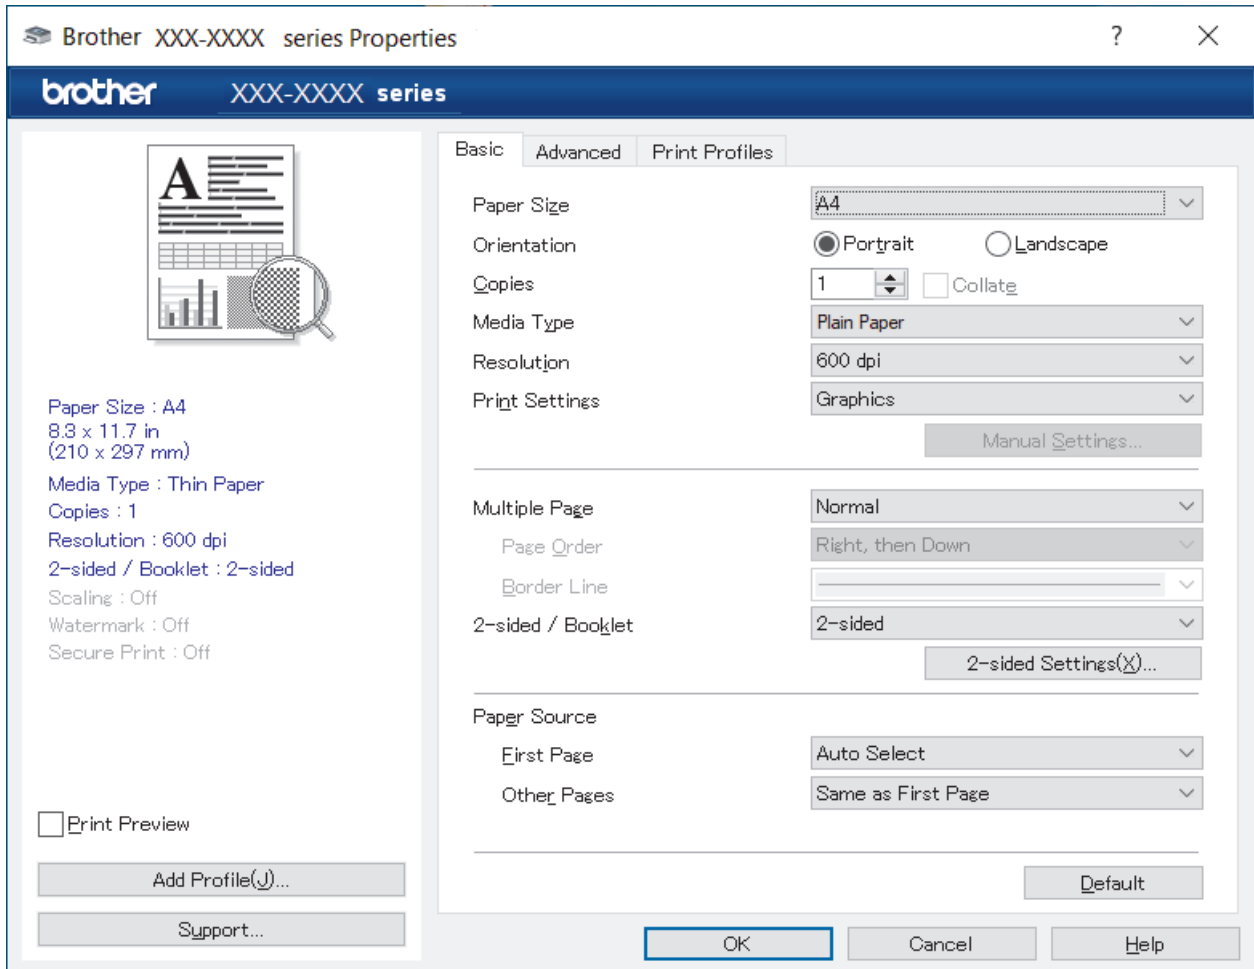 Brother XXX-XXXX series Properties
?
brother XXX-XXXX series
A
Paper Size : A4
8.3 x 11.7 in
(210 x 297 mm)
Media Type : Thin Paper
Copies : 1
Resolution : 600 dpi
2-sided / Booklet : 2-sided
Scaling : Off
Watermark : Off
Secure Print : Off
Print Preview
Add Profile(J)...
Support...
Basic Advanced Print Profiles
Paper Size A4
Orientation Portrait Landscape
Copies 1 Collate
Media Type Plain Paper
Resolution 600 dpi
Print Settings Graphics
Manual Settings...
Multiple Page Normal
Page Order Right, then Down
Border Line
2-sided / Booklet 2-sided
2-sided Settings(X)...
Paper Source
First Page Auto Select
Other Pages Same as First Page
Default
OK Cancel Help